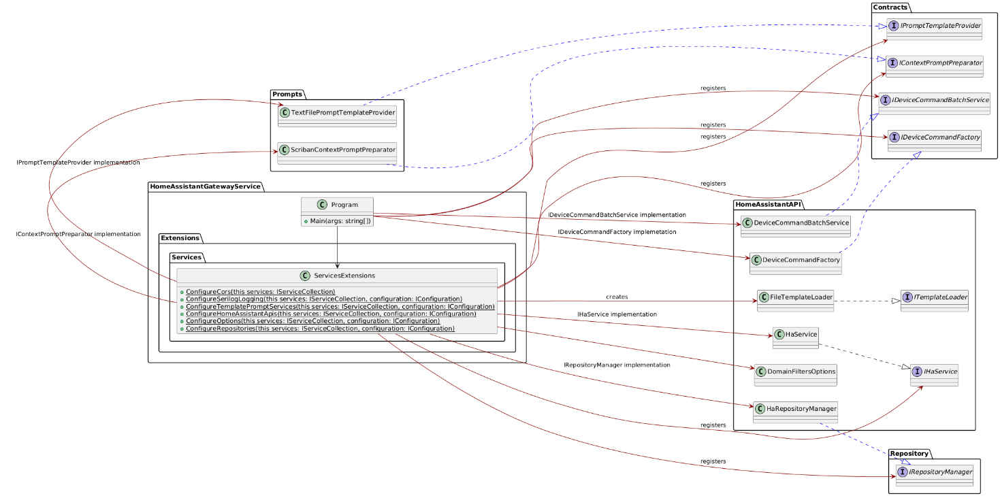 Contracts
I IPromptTemplateProvider
I IContextPromptPreparator
registers
I IDeviceCommandBatchService
Prompts
C TextFilePromptTemplateProvider
registers
registers
I IDeviceCommandFactory
C ScribanContextPromptPreparator
IPromptTemplateProvider implementation
HomeAssistantGatewayService
registers
C Program
Main(args: string[])
HomeAssistantAPI
IDeviceCommandBatchService implementation
C DeviceCommandBatchService
IContextPromptPreparator implementation
IDeviceCommandFactory implemetation
Extensions
Services
C DeviceCommandFactory
C ServicesExtensions
ConfigureCors(this services: IServiceCollection)
ConfigureSerilogLogging(this services: IServiceCollection, configuration: IConfiguration)
ConfigureTemplatePromptServices(this services: IServiceCollection, configuration: IConfiguration)
ConfigureHomeAssistantApis(this services: IServiceCollection, configuration: IConfiguration)
ConfigureOptions(this services: IServiceCollection, configuration: IConfiguration)
ConfigureRepositories(this services: IServiceCollection, configuration: IConfiguration)
creates
C FileTemplateLoader
I ITemplateLoader
IHaService implementation
C HaService
IRepositoryManager implementation
C DomainFiltersOptions
I IHaService
C HaRepositoryManager
registers
Repository
registers
I IRepositoryManager